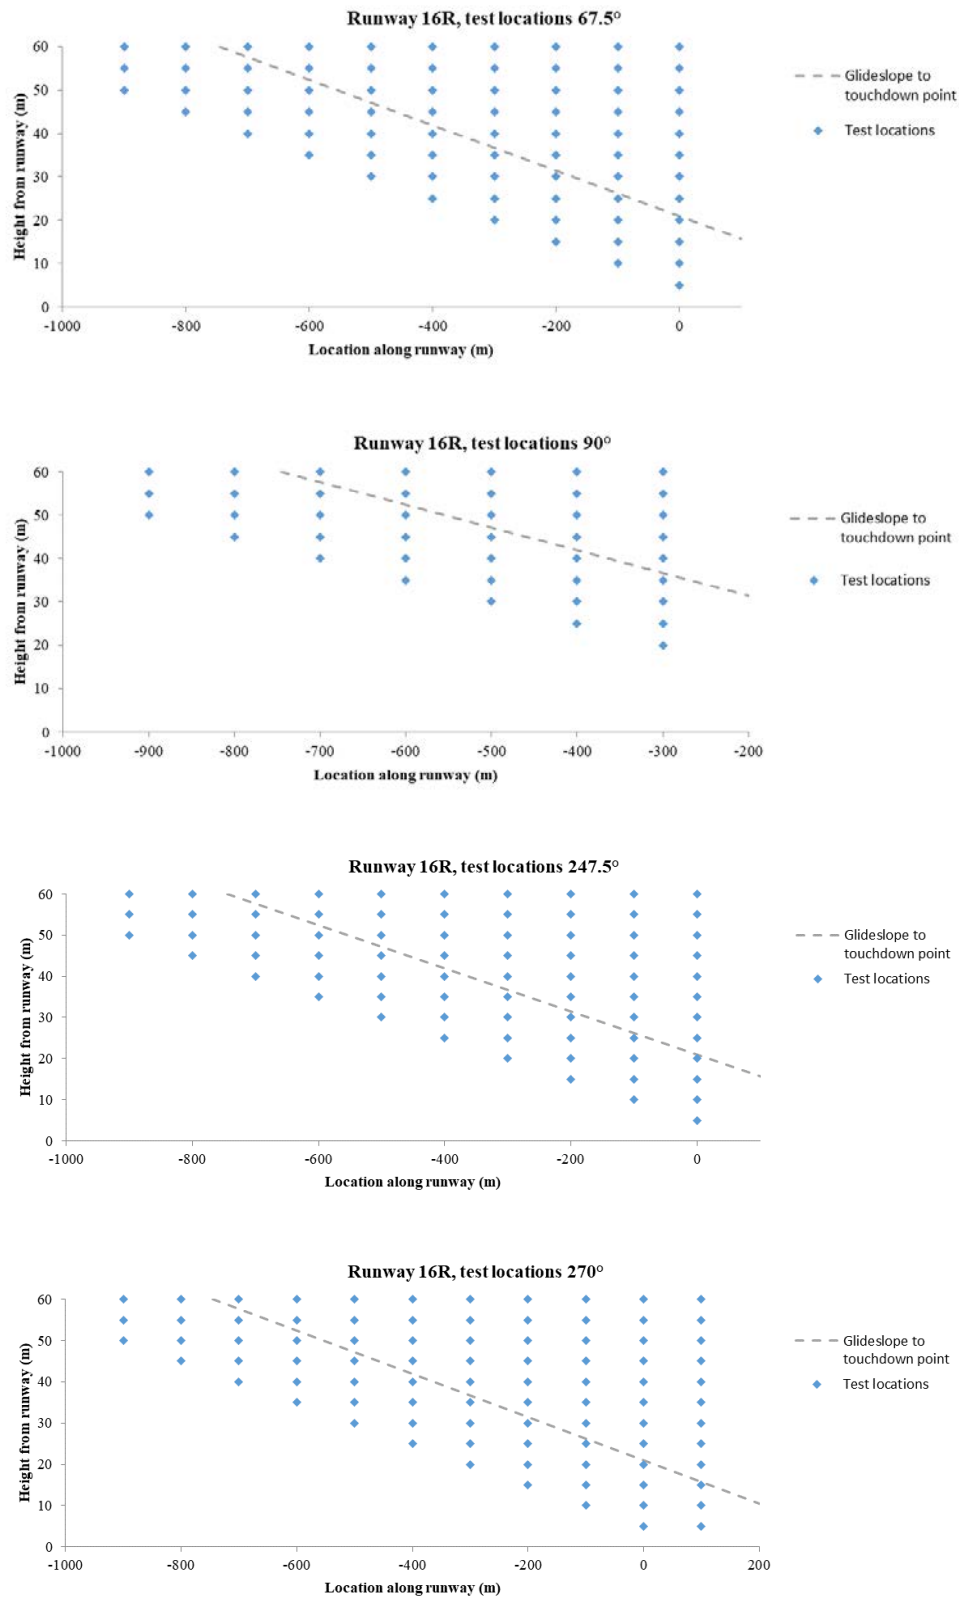 Runway 16R, test locations 67.5°
60
50
40
30
20
10
0
Height from runway (m)
-1000
-800
-600
-400
-200
0
Location along runway (m)
Glideslope to
touchdown point
Test locations
Runway 16R, test locations 90°
60
50
40
30
20
10
0
Height from runway (m)
-1000
-900
-800
-700
-600
-500
-400
-300
-200
Location along runway (m)
Glideslope to
touchdown point
Test locations
Runway 16R, test locations 247.5°
60
50
40
30
20
10
0
Height from runway (m)
-1000
-800
-600
-400
-200
0
Location along runway (m)
Glideslope to
touchdown point
Test locations
Runway 16R, test locations 270°
60
50
40
30
20
10
0
Height from runway (m)
-1000
-800
-600
-400
-200
0
200
Location along runway (m)
Glideslope to
touchdown point
Test locations